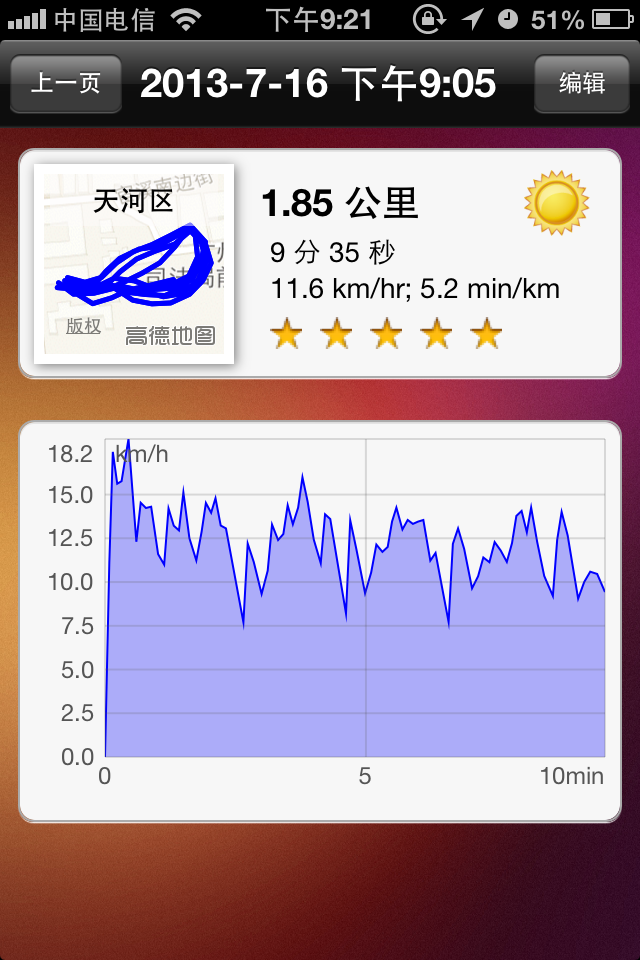 中国电信 下午9:21 51%
上一页 2013-7-16 下午9:05 编辑
天河区
司法
版权 高德地图
1.85 公里
9 分 35 秒
11.6 km/hr; 5.2 min/km
km/h
18.2
15.0
12.5
10.0
7.5
5.0
2.5
0.0
0 5 10min